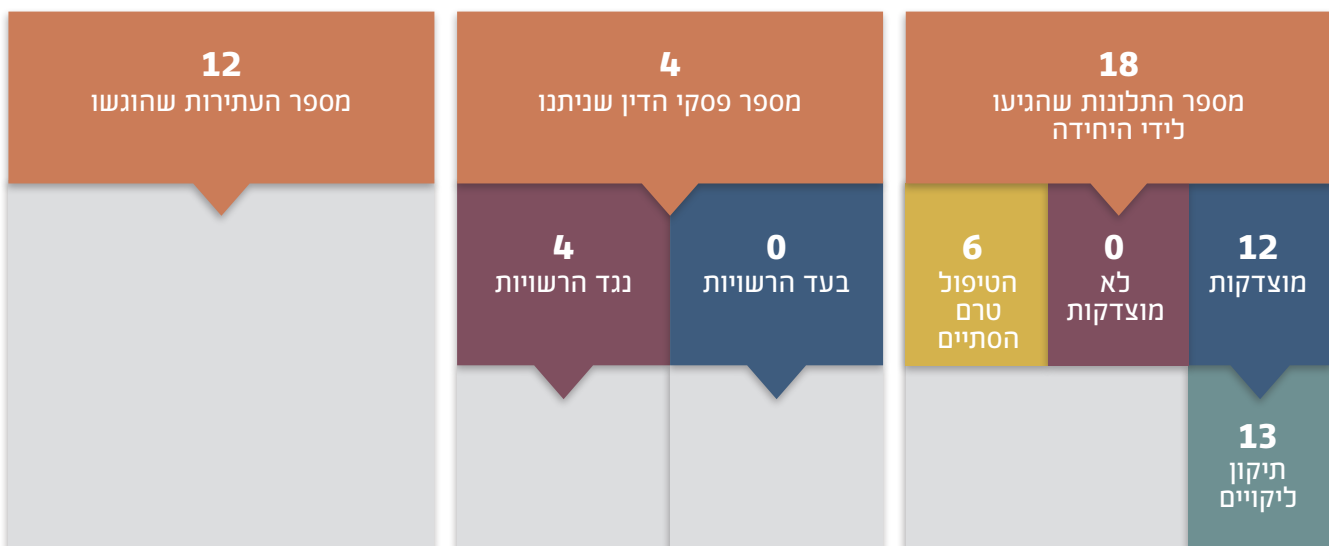 18
מספר התלונות שהגיעו
לידי היחידה
12
מוצדקות
0
לא
מוצדקות
6
הטיפול
טרם
הסתיים
13
תיקון
ליקויים
4
מספר פסקי הדין שניתנו
0
בעד הרשויות
4
נגד הרשויות
12
מספר העתירות שהוגשו